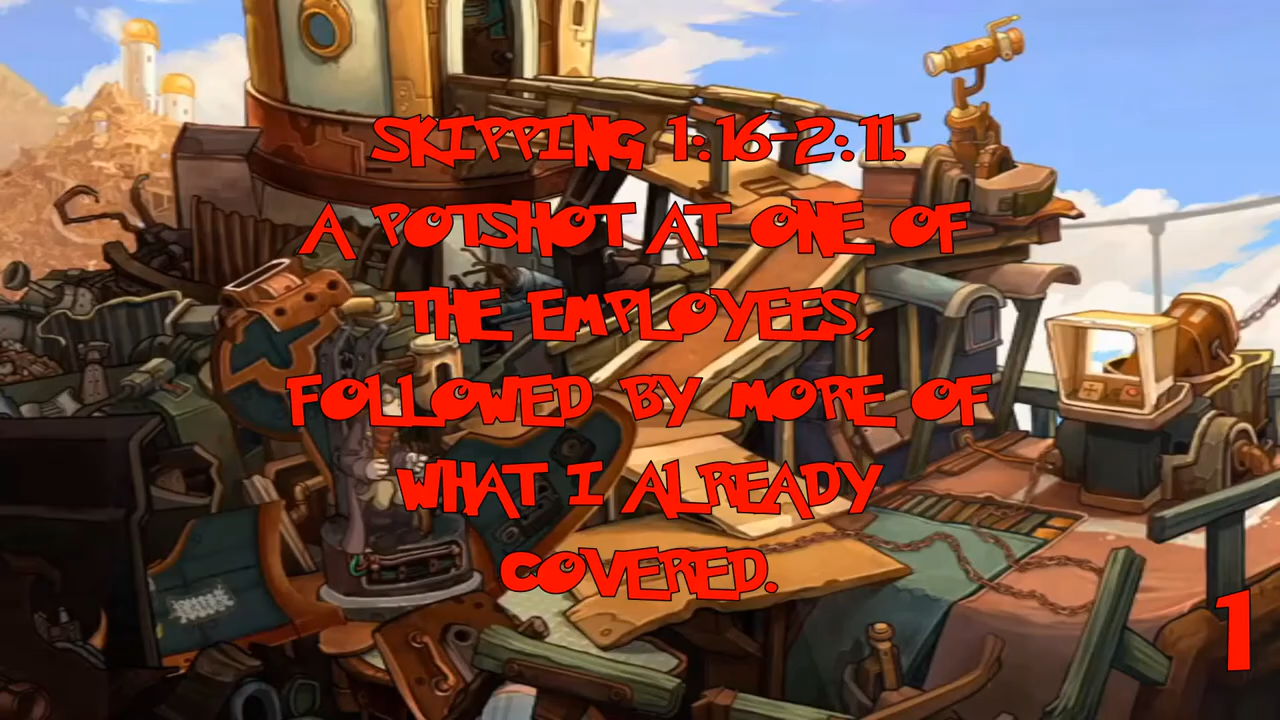 SKIPPING 1:16-2:11.
A POTSHOT AT ONE OF
THE EMPLOYEES,
FOLLOWED BY MORE OF
WHAT I ALREADY
COVERED.
1